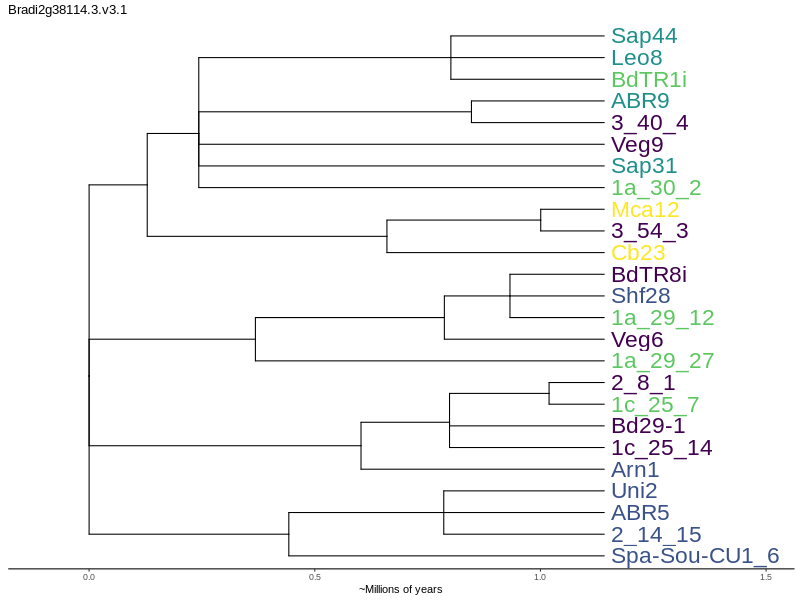 Bradi2g38114.3.v3.1
Sap44
Leo8
BdTR1i
ABR9
3_40_4
Veg9
Sap31
1a_30_2
Mca12
3_54_3
Cb23
BdTR8i
Shf28
1a_29_12
Veg6
1a_29_27
2_8_1
1c_25_7
Bd29-1
1c_25_14
Arn1
Uni2
ABR5
2_14_15
Spa-Sou-CU1_6
0.0 0.5 1.0 1.5
~Millions of years